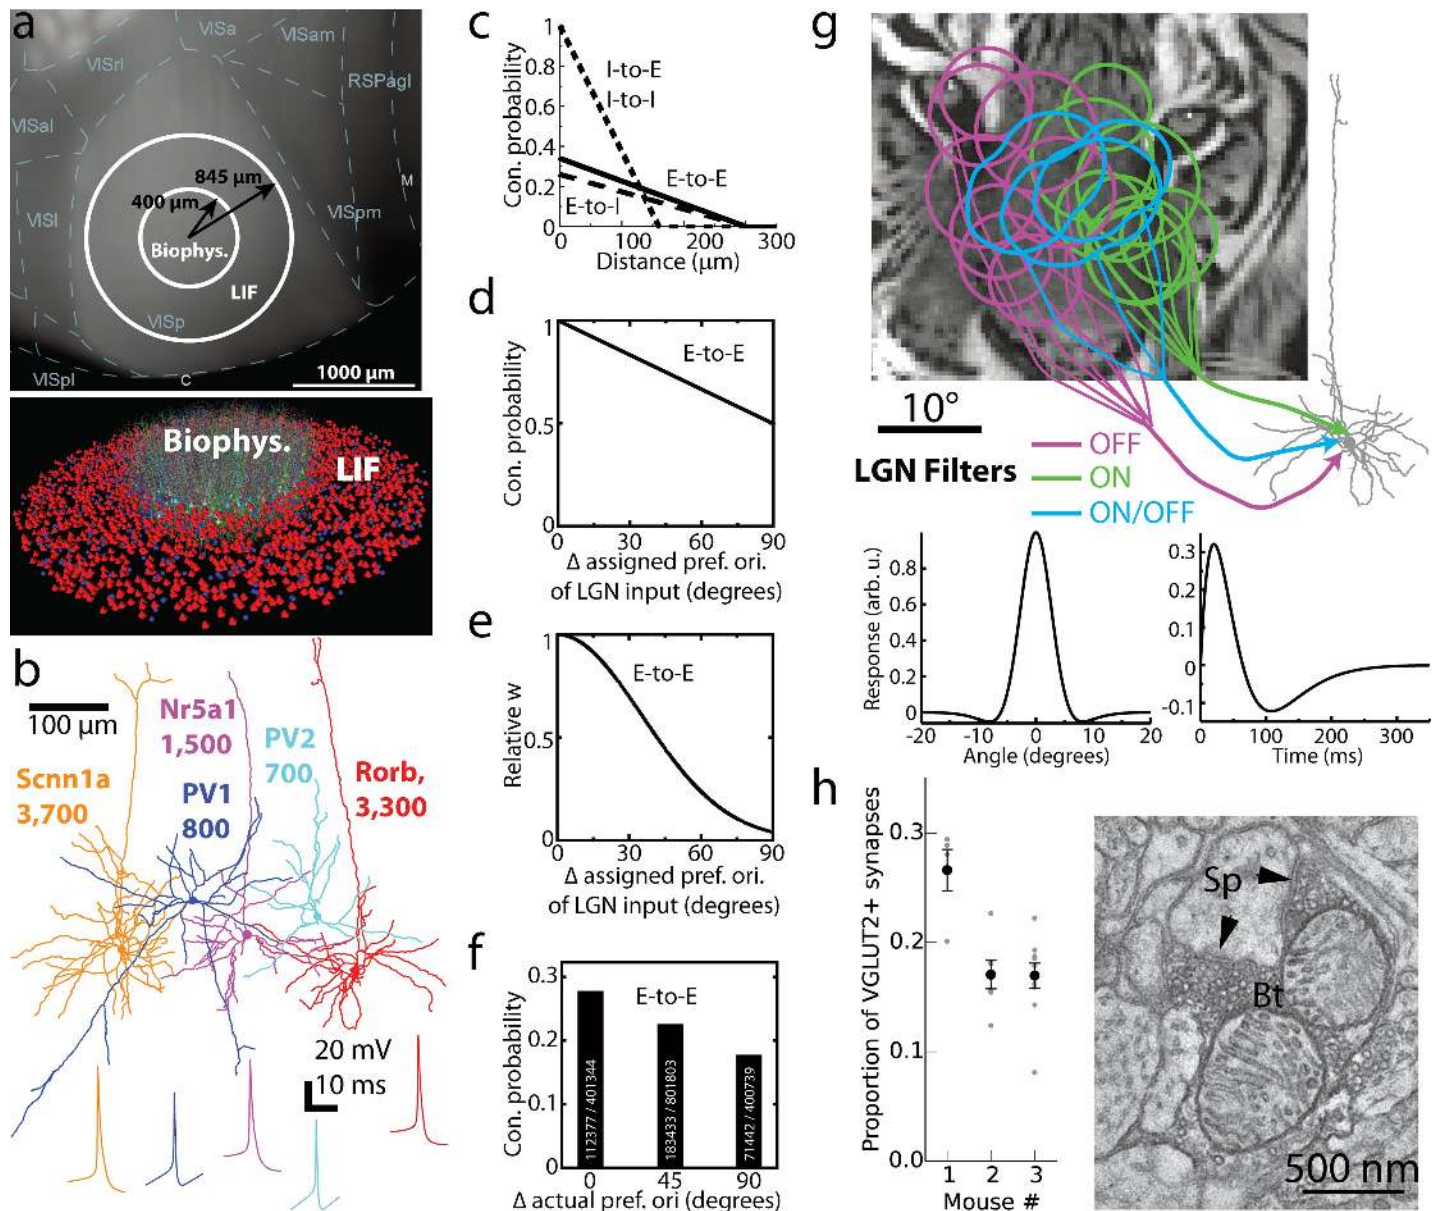 a
VISa
VISam
VISrl
RSPagl
VISal
845 µm
M
400 µm
VISl
VISpm
Biophys.
LIF
VISp
VISpl
C
1000 µm
Biophys.
LIF
b
100 µm
Nr5a1
1,500
PV2
700
Scnn1a
3,700
PV1
800
Rorb,
3,300
20 mV
10 ms
c
Con. probability
1
0.8
0.6
0.4
0.2
0
I-to-E
I-to-I
E-to-E
E-to-I
0
100
200
300
Distance (µm)
d
Con. probability
1
0.5
0
E-to-E
0
30
60
90
Δ assigned pref. ori.
of LGN input (degrees)
e
Relative w
1
0.5
0
E-to-E
0
30
60
90
Δ assigned pref. ori.
of LGN input (degrees)
f
Con. probability
0.3
0.2
0.1
0
E-to-E
112377 / 401344
183433 / 801803
71442 / 400739
0
45
90
Δ actual pref. ori (degrees)
g
10°
LGN Filters
OFF
ON
ON/OFF
Response (arb. u.)
0.8
0.6
0.4
0.2
0
-20
-10
0
10
20
Angle (degrees)
0.3
0.2
0.1
0
-0.1
0
100
200
300
Time (ms)
h
Proportion of VGLUT2+ synapses
0.3
0.2
0.1
0.0
1
2
3
Mouse #
Sp
Bt
500 nm